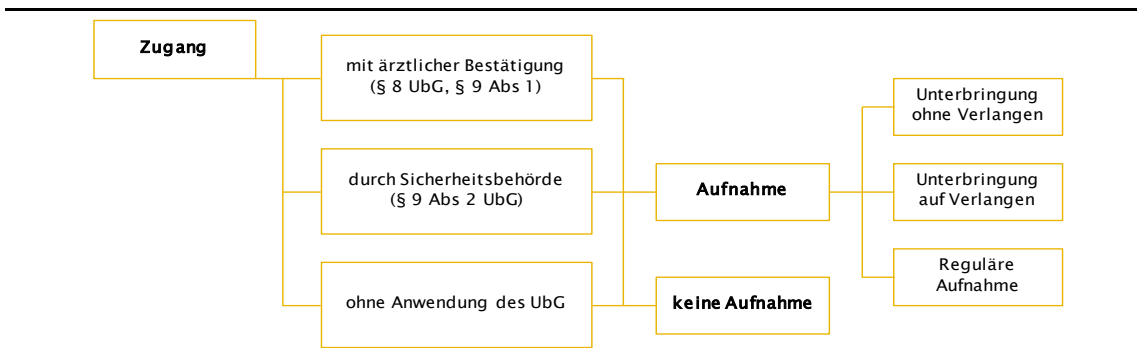 Zugang
mit ärztlicher Bestätigung
(§ 8 UbG, § 9 Abs 1)
durch Sicherheitsbehörde
(§ 9 Abs 2 UbG)
ohne Anwendung des UbG
Aufnahme
keine Aufnahme
Unterbringung
ohne Verlangen
Unterbringung
auf Verlangen
Reguläre
Aufnahme